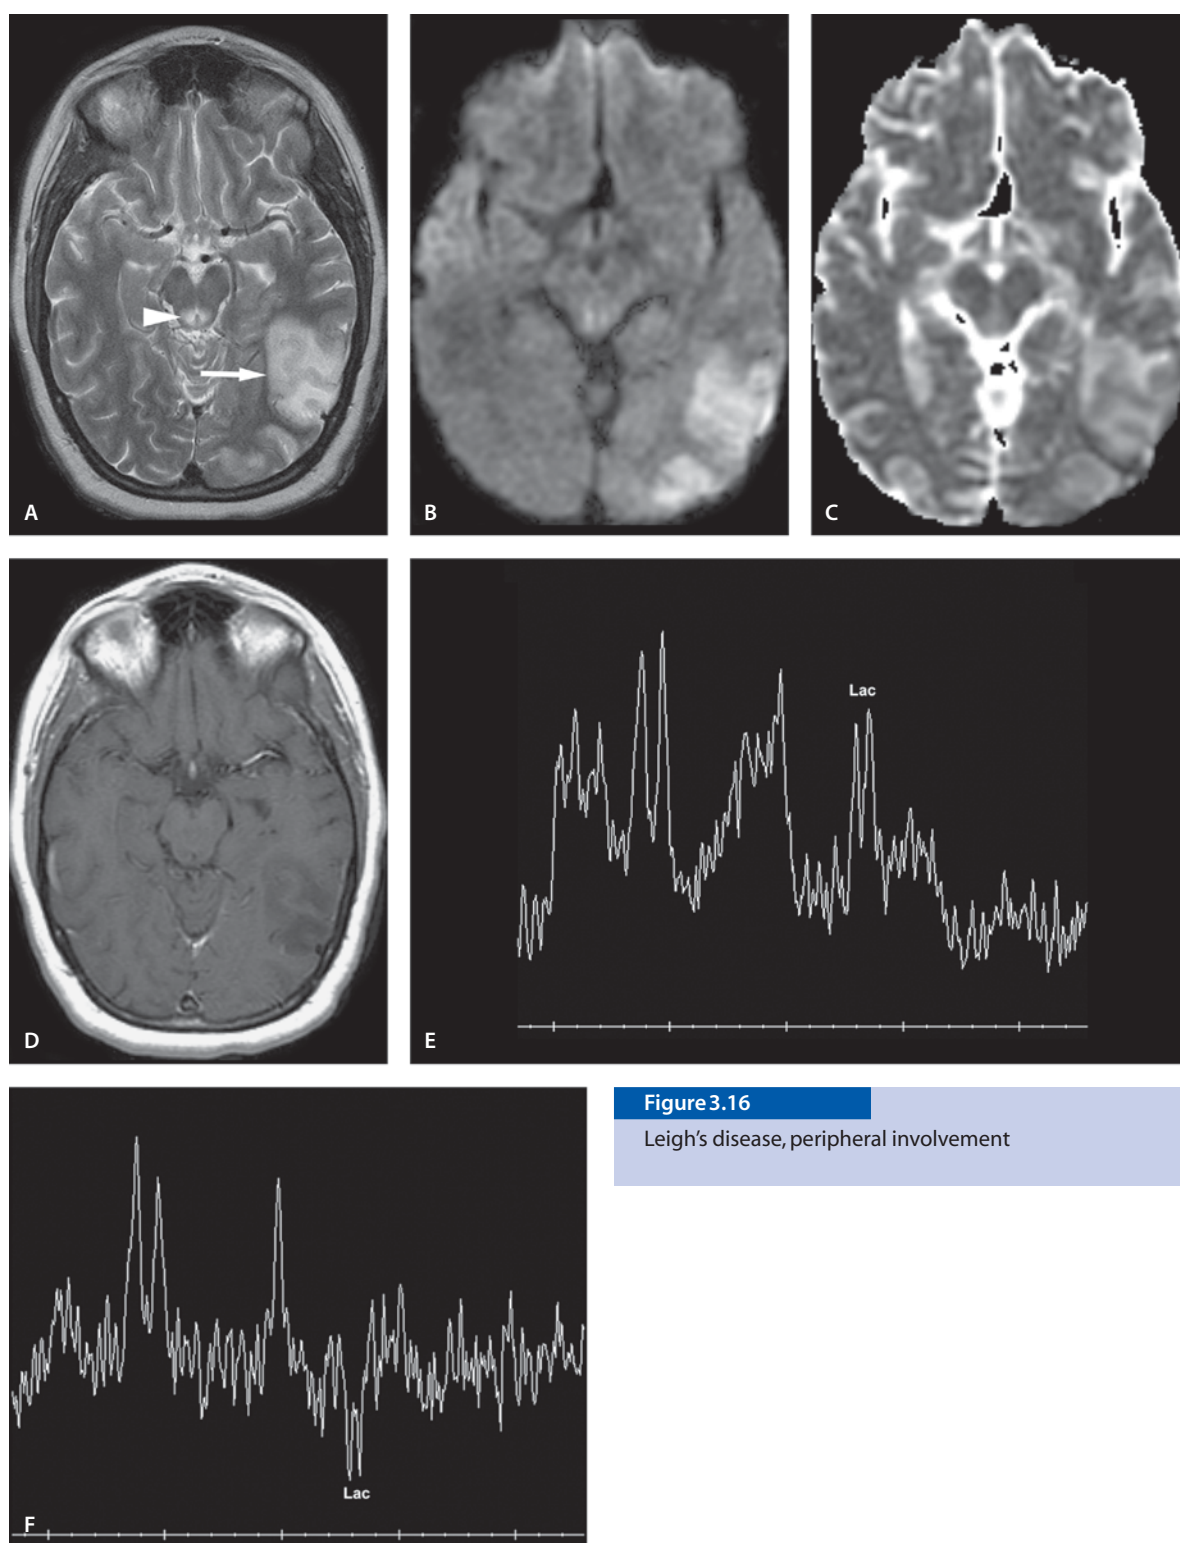 A
B
C
D
Lac
E
Lac
F
Figure 3.16
Leigh's disease, peripheral involvement